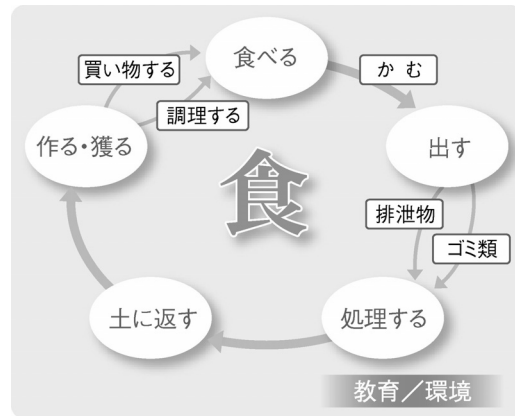 食べる
買い物する
か む
調理する
作る・獲る
出す
食
排泄物
ゴミ類
土に返す
処理する
教育／環境